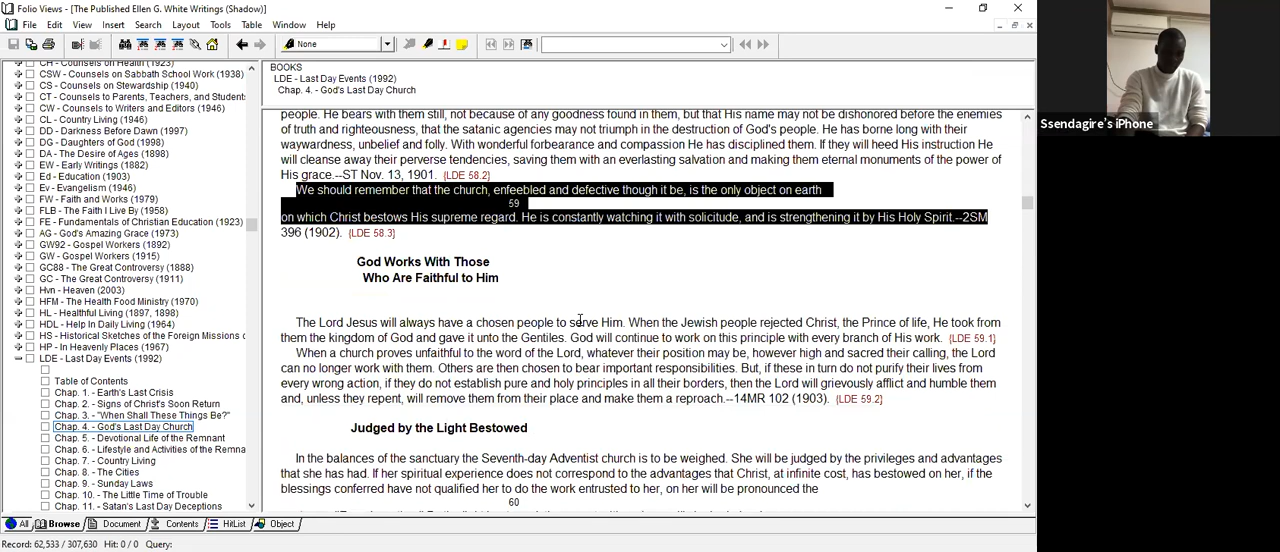 Folio Views - [The Published Ellen G. White Writings (Shadow)]
File Edit View Insert Search Layout Tools Table Window Help
None
CH - Counsels on Health (1923)
CSW - Counsels on Sabbath School Work (1938)
CS - Counsels on Stewardship (1940)
CT - Counsels to Parents, Teachers, and Students
CW - Counsels to Writers and Editors (1946)
CL - Country Living (1946)
DD - Darkness Before Dawn (1997)
DG - Daughters of God (1998)
DA - The Desire of Ages (1898)
EW - Early Writings (1882)
Ed - Education (1903)
Ev - Evangelism (1946)
FW - Faith and Works (1979)
FLB - The Faith I Live By (1958)
FE - Fundamentals of Christian Education (1923)
AG - God's Amazing Grace (1973)
GW92 - Gospel Workers (1892)
GW - Gospel Workers (1915)
GC88 - The Great Controversy (1888)
GC - The Great Controversy (1911)
Hvn - Heaven (2003)
HFM - The Health Food Ministry (1970)
HL - Healthful Living (1897, 1898)
HDL - Help In Daily Living (1964)
HS - Historical Sketches of the Foreign Missions o
HP - In Heavenly Places (1967)
LDE - Last Day Events (1992)
Table of Contents
Chap. 1. - Earth's Last Crisis
Chap. 2. - Signs of Christ's Soon Return
Chap. 3. - "When Shall These Things Be?"
Chap. 4. - God's Last Day Church
Chap. 5. - Devotional Life of the Remnant
Chap. 6. - Lifestyle and Activities of the Remna
Chap. 7. - Country Living
Chap. 8. - The Cities
Chap. 9. - Sunday Laws
Chap. 10. - The Little Time of Trouble
Chap. 11. - Satan's Last Day Deceptions
All Browse Document Contents HitList Object
Record: 62,533 / 307,630 Hit: 0 / 0 Query:
BOOKS
LDE - Last Day Events (1992)
Chap. 4. - God's Last Day Church
people. He bears with them still, not because of any goodness found in them, but that His name may not be dishonored before the enemies
of truth and righteousness, that the satanic agencies may not triumph in the destruction of God's people. He has borne long with their
waywardness, unbelief and folly. With wonderful forbearance and compassion He has disciplined them. If they will heed His instruction He
will cleanse away their perverse tendencies, saving them with an everlasting salvation and making them eternal monuments of the power of
His grace.--ST Nov. 13, 1901. {LDE 58.2}
We should remember that the church, enfeebled and defective though it be, is the only object on earth
59
on which Christ bestows His supreme regard. He is constantly watching it with solicitude, and is strengthening it by His Holy Spirit.--2SM
396 (1902). {LDE 58.3}
God Works With Those
Who Are Faithful to Him
The Lord Jesus will always have a chosen people to serve Him. When the Jewish people rejected Christ, the Prince of life, He took from
them the kingdom of God and gave it unto the Gentiles. God will continue to work on this principle with every branch of His work. {LDE 59.1}
When a church proves unfaithful to the word of the Lord, whatever their position may be, however high and sacred their calling, the Lord
can no longer work with them. Others are then chosen to bear important responsibilities. But, if these in turn do not purify their lives from
every wrong action, if they do not establish pure and holy principles in all their borders, then the Lord will grievously afflict and humble them
and, unless they repent, will remove them from their place and make them a reproach.--14MR 102 (1903). {LDE 59.2}
Judged by the Light Bestowed
In the balances of the sanctuary the Seventh-day Adventist church is to be weighed. She will be judged by the privileges and advantages
that she has had. If her spiritual experience does not correspond to the advantages that Christ, at infinite cost, has bestowed on her, if the
blessings conferred have not qualified her to do the work entrusted to her, on her will be pronounced the
60
Ssendagire's iPhone